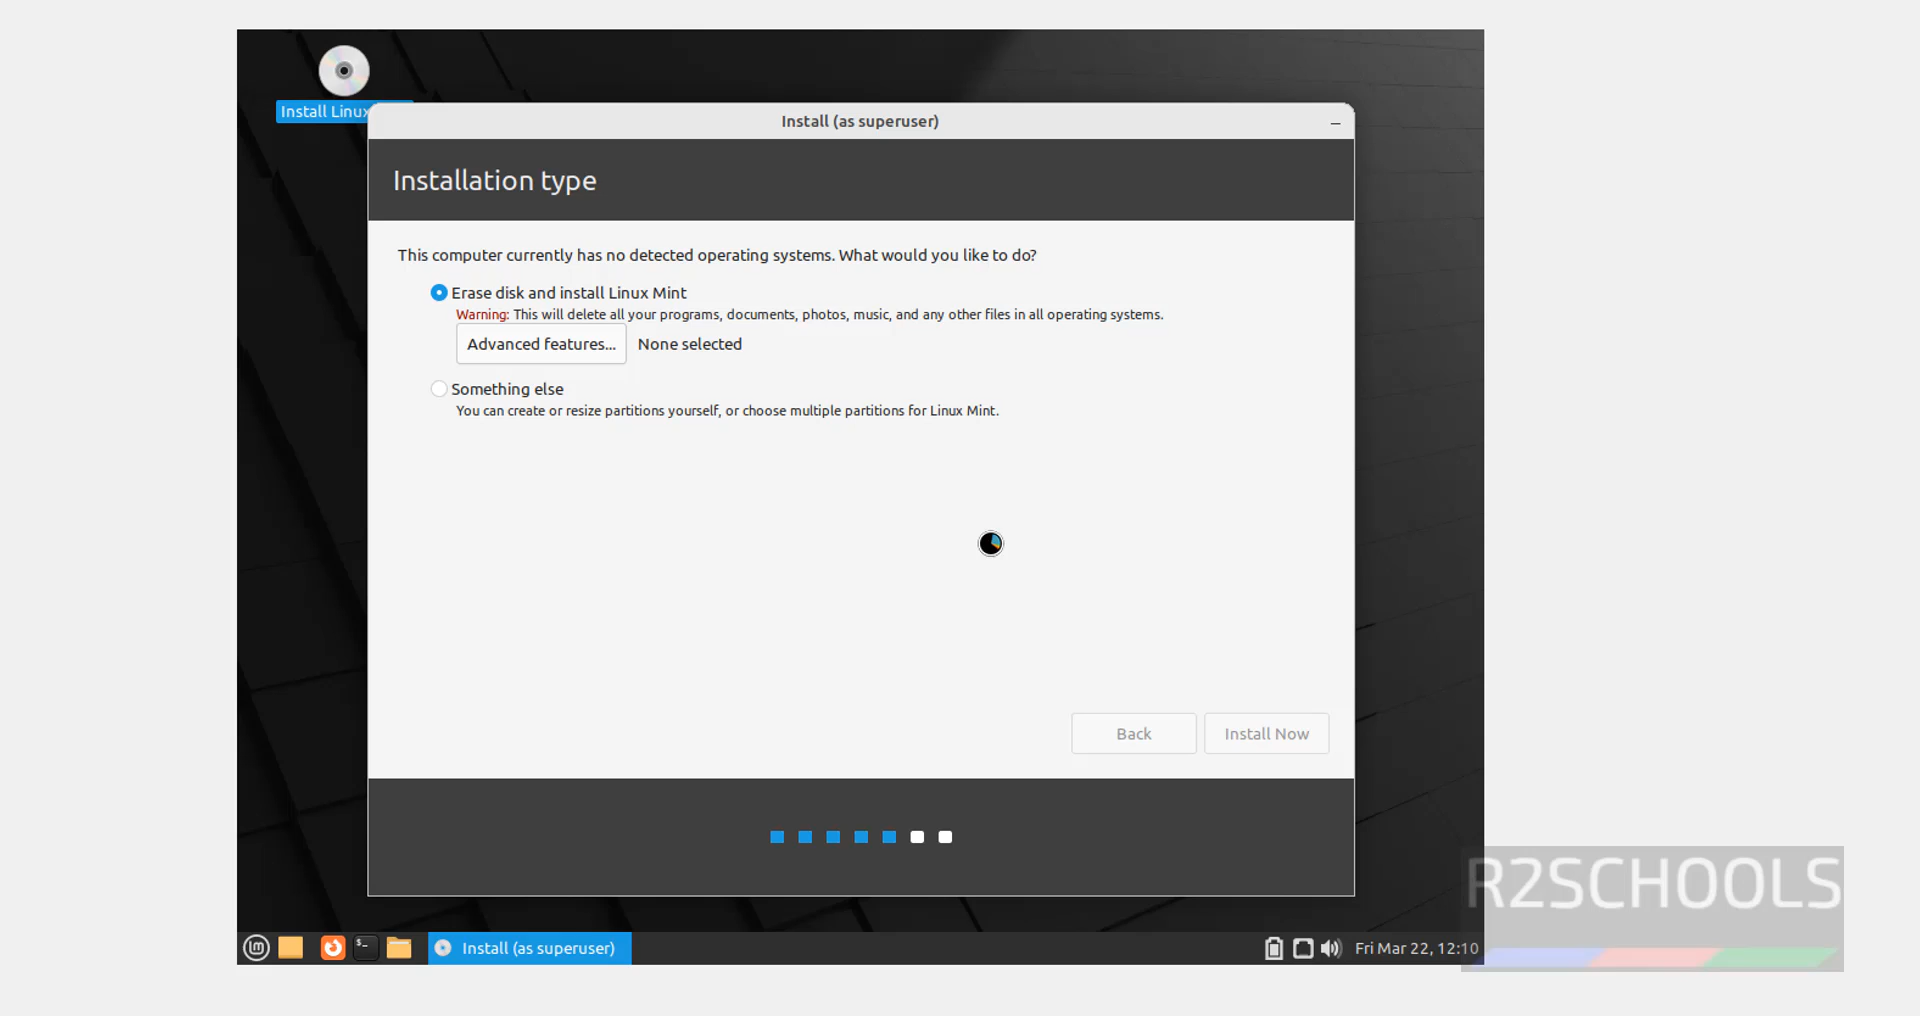 Install Linux
Install (as superuser)
Installation type
This computer currently has no detected operating systems. What would you like to do?
Erase disk and install Linux Mint
Warning: This will delete all your programs, documents, photos, music, and any other files in all operating systems.
Advanced features... None selected
Something else
You can create or resize partitions yourself, or choose multiple partitions for Linux Mint.
Back Install Now
R2SCHOOLS
Install (as superuser) Fri Mar 22, 12:10